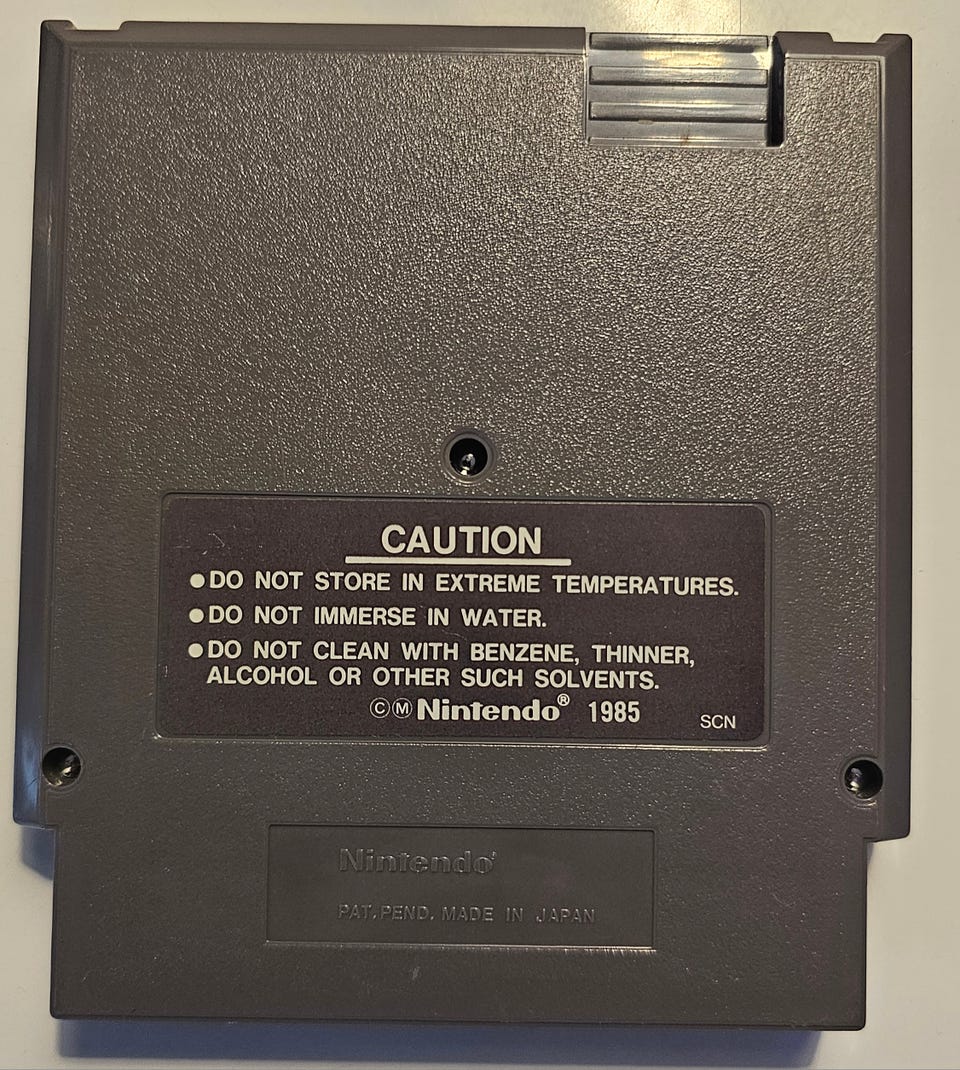 CAUTION
●DO NOT STORE IN EXTREME TEMPERATURES.
●DO NOT IMMERSE IN WATER.
●DO NOT CLEAN WITH BENZENE, THINNER,
ALCOHOL OR OTHER SUCH SOLVENTS.
ⒸⓂNintendo® 1985 SCN
Nintendo®
PAT.PEND. MADE IN JAPAN